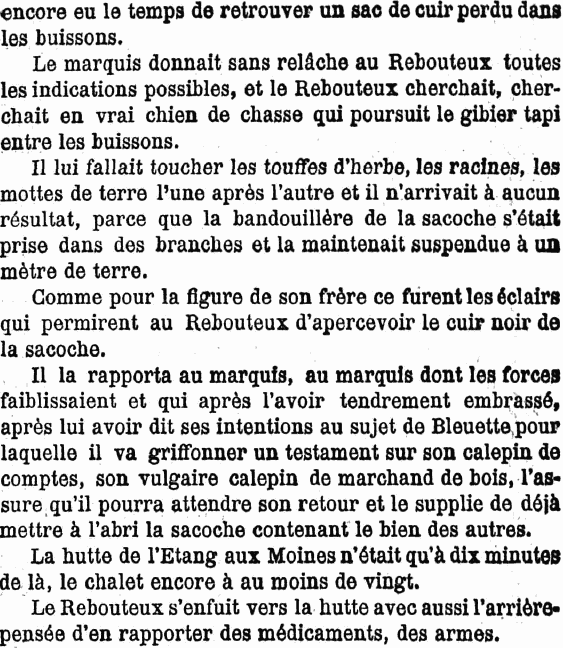 encore eu le temps de retrouver un sac de cuir perdu dans
les buissons.
Le marquis donnait sans relâche au Rebouteux toutes
les indications possibles, et le Rebouteux cherchait, cher-
chait en vrai chien de chasse qui poursuit le gibier tapi
entre les buissons.
Il lui fallait toucher les touffes d'herbe, les racines, les
mottes de terre l'une après l'autre et il n'arrivait à aucun
résultat, parce que la bandouillère de la sacoche s'était
prise dans des branches et la maintenait suspendue à un
mètre de terre.
Comme pour la figure de son frère ce furent les éclairs
qui permirent au Rebouteux d'apercevoir le cuir noir de
la sacoche.
Il la rapporta au marquis, au marquis dont les forces
faiblissaient et qui après l'avoir tendrement embrassé,
après lui avoir dit ses intentions au sujet de Bleuette pour
laquelle il va griffonner un testament sur son calepin de
comptes, son vulgaire calepin de marchand de bois, l'as-
sure qu'il pourra attendre son retour et le supplie de déjà
mettre à l'abri la sacoche contenant le bien des autres.
La hutte de l'Etang aux Moines n'était qu'à dix minutes
de là, le chalet encore à au moins de vingt.
Le Rebouteux s'enfuit vers la hutte avec aussi l'arrière-
pensée d'en rapporter des médicaments, des armes.